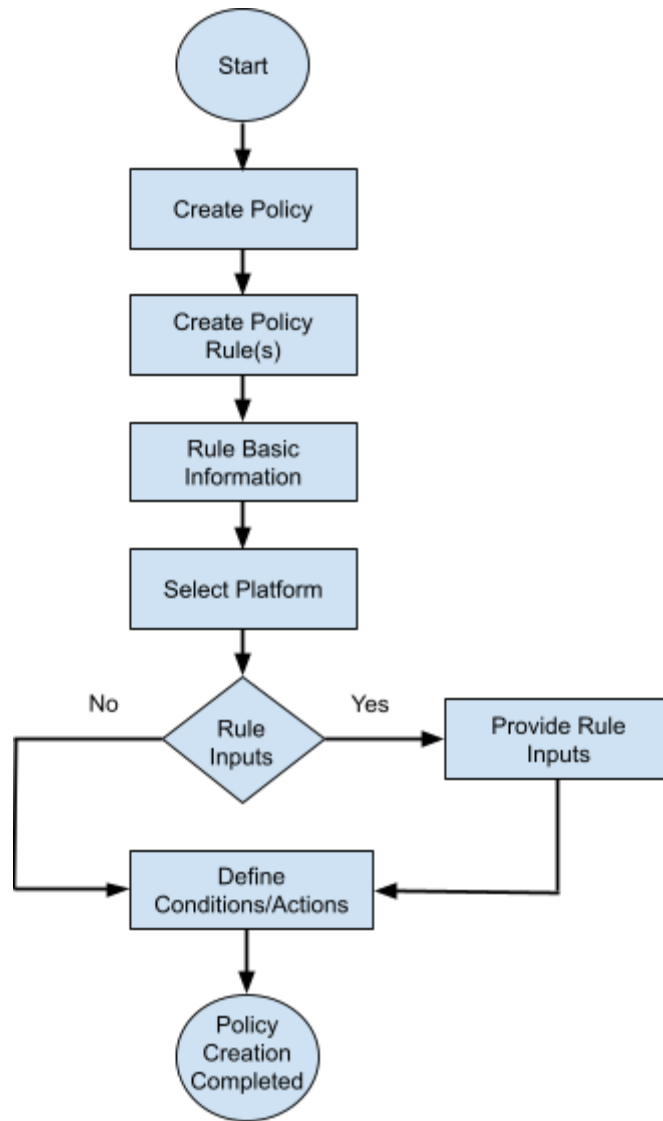 Start
Create Policy
Create Policy
Rule(s)
Rule Basic
Information
Select Platform
No
Yes
Rule
Inputs
Provide Rule
Inputs
Define
Conditions/Actions
Policy
Creation
Completed